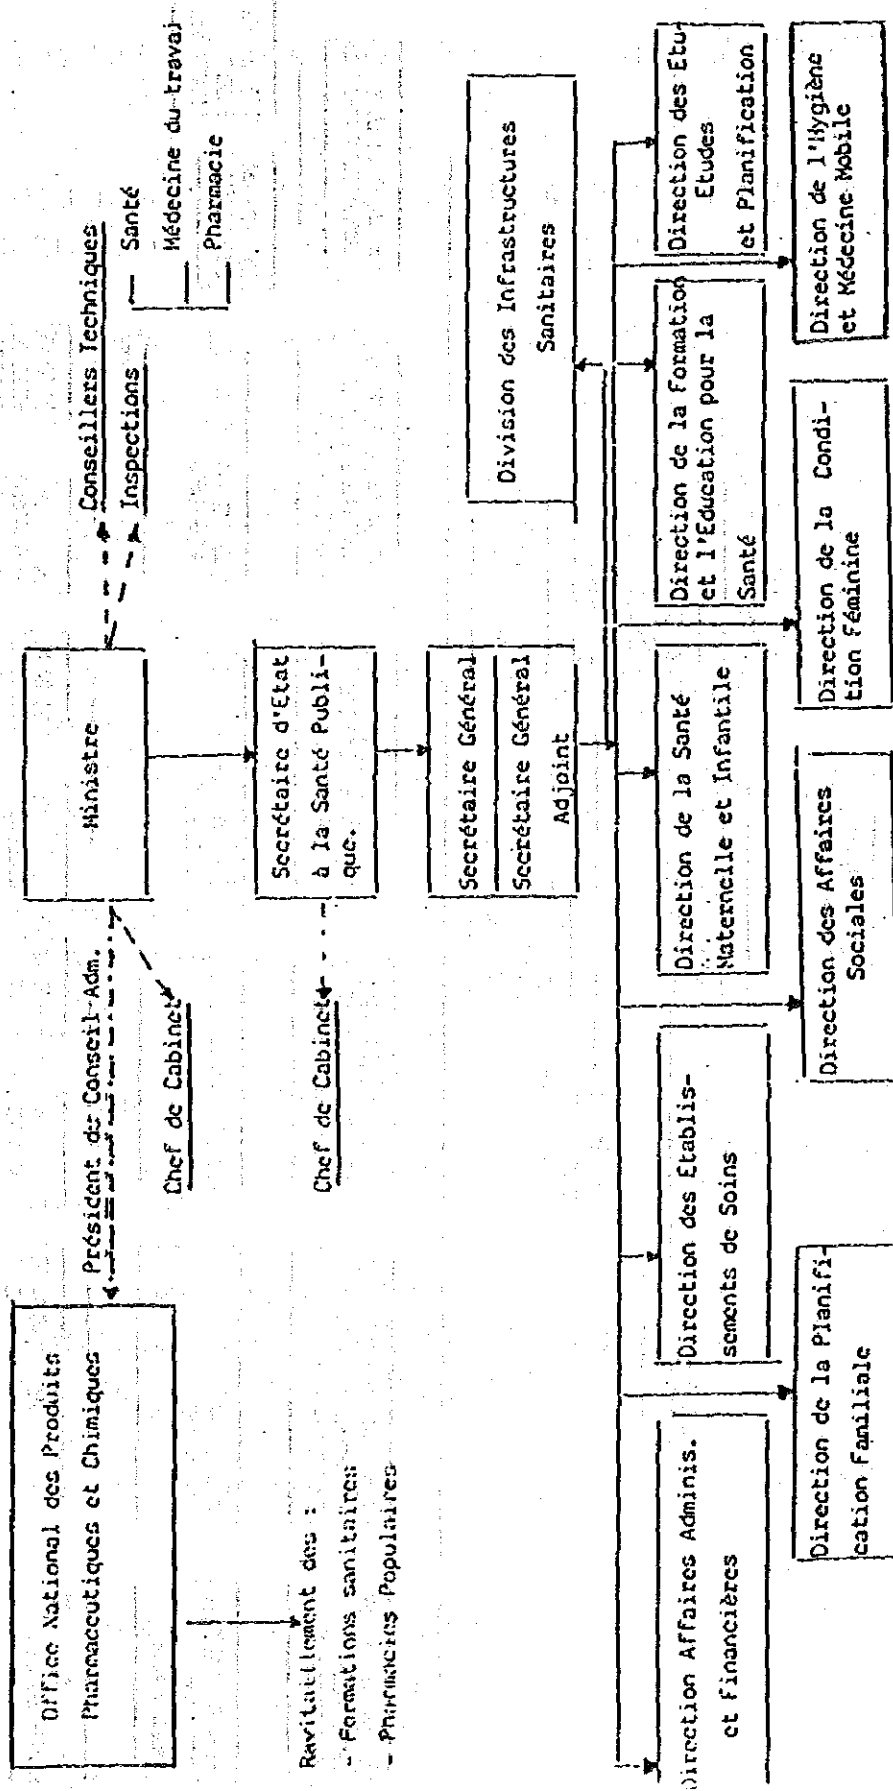 Office National des Produits
Pharmaceutiques et Chimiques
Président du Conseil Adm.
Ministre
Conseillers Techniques
Inspections
Santé
Médecine du travai
Pharmacie
Chef de Cabinet
Ravitaillement des :
- Formations sanitaires
- Pharmacies Populaires
Chef de Cabinet
Secrétaire d'Etat
à la Santé Publi-
que.
Secrétaire Général
Secrétaire Général
Adjoint
Division des Infrastructures
Sanitaires
Direction Affaires Adminis.
et Financières
Direction des Etablis-
sements de Soins
Direction de la Santé
Maternelle et Infantile
Direction de la Formation
et l'Education pour la
Santé
Direction des Etu-
Etudes
et Planification
Direction de la Planifi-
cation Familiale
Direction des Affaires
Sociales
Direction de la Condi-
tion Féminine
Direction de l'Hygiène
et Médecine Mobile